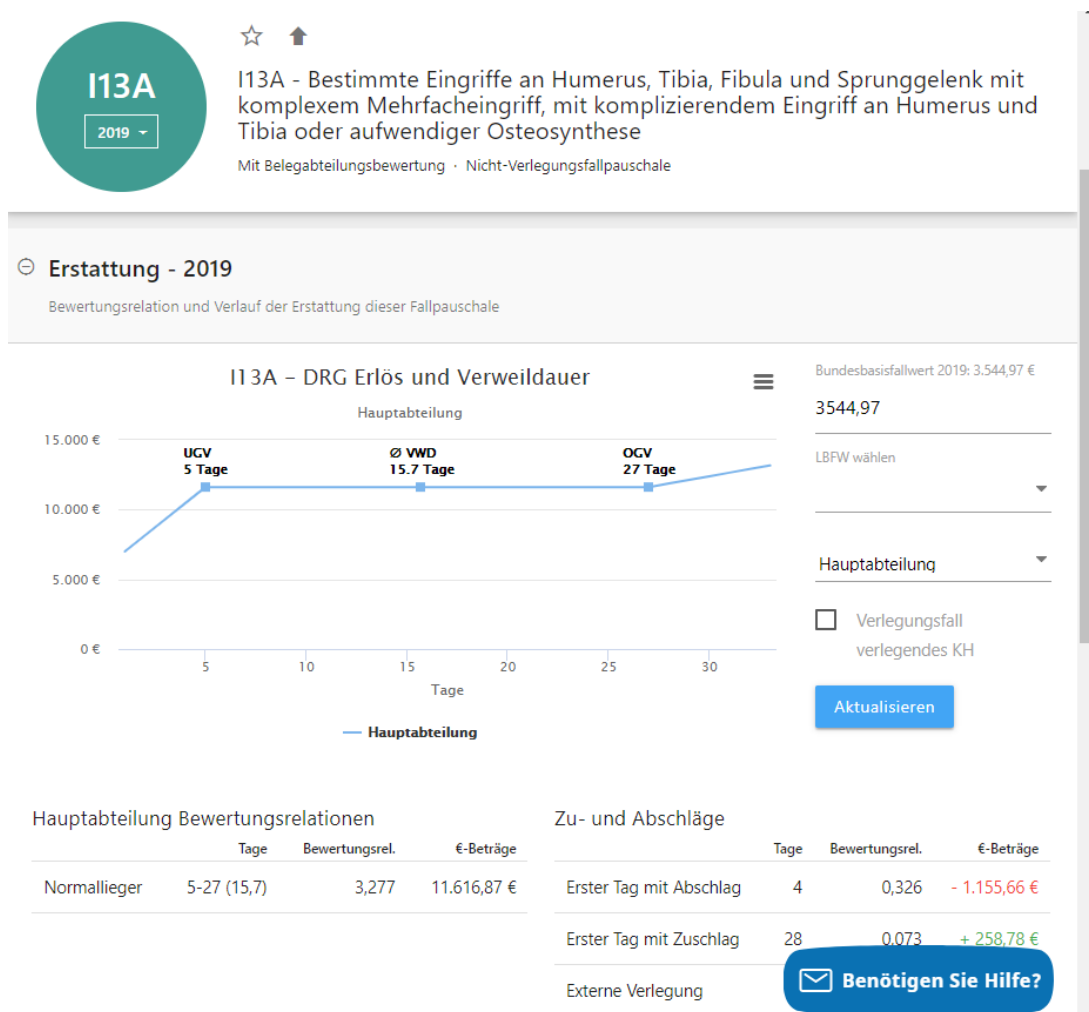 I13A
2019
I13A - Bestimmte Eingriffe an Humerus, Tibia, Fibula und Sprunggelenk mit
komplexem Mehrfacheingriff, mit komplizierendem Eingriff an Humerus und
Tibia oder aufwendiger Osteosynthese
Mit Belegabteilungsbewertung · Nicht-Verlegungsfallpauschale
Erstattung - 2019
Bewertungsrelation und Verlauf der Erstattung dieser Fallpauschale
I13A – DRG Erlös und Verweildauer
Hauptabteilung
15.000 €
10.000 €
5.000 €
0 €
UGV
5 Tage
Ø VWD
15.7 Tage
OGV
27 Tage
5 10 15 20 25 30
Tage
Hauptabteilung
Bundesbasisfallwert 2019: 3.544,97 €
3544,97
LBFW wählen
Hauptabteilung
Verlegungsfall
verlegendes KH
Aktualisieren
Hauptabteilung Bewertungsrelationen
Tage Bewertungsrel. €-Beträge
Normallieger 5-27 (15,7) 3,277 11.616,87 €
Zu- und Abschläge
Tage Bewertungsrel. €-Beträge
Erster Tag mit Abschlag 4 0,326 - 1.155,66 €
Erster Tag mit Zuschlag 28 0,073 + 258,78 €
Externe Verlegung
Benötigen Sie Hilfe?